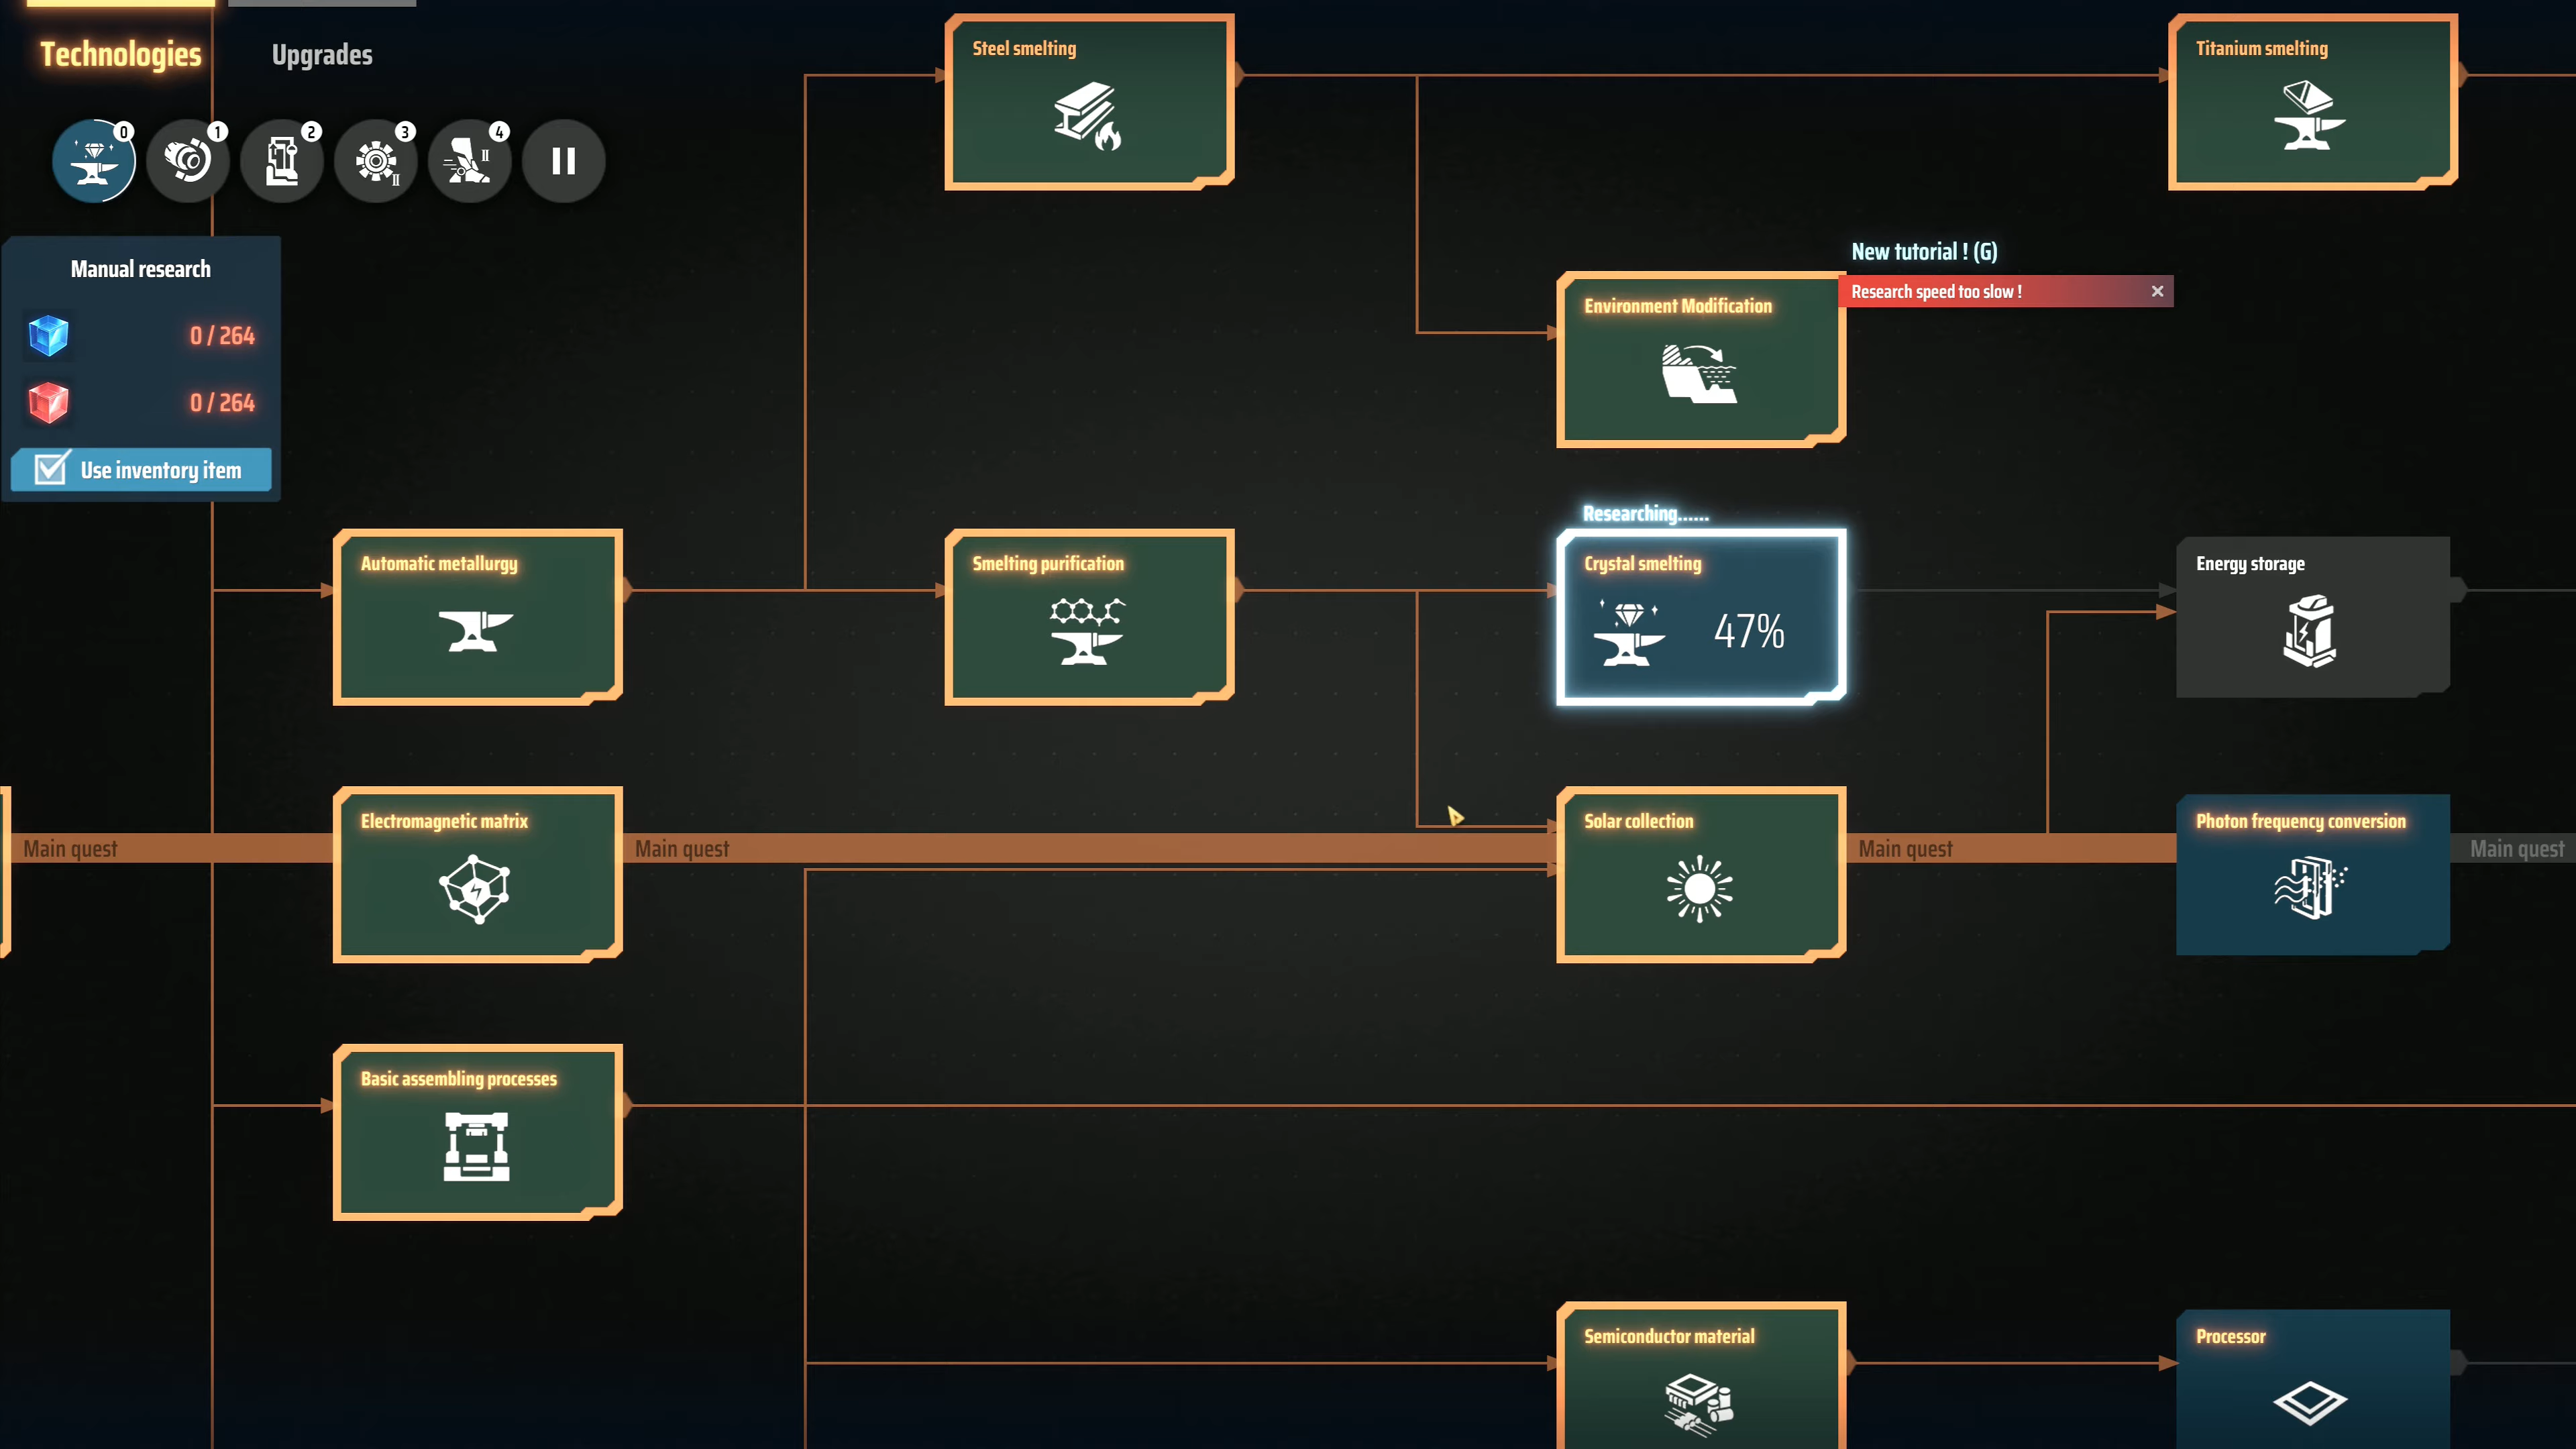 Technologies
Upgrades
0
1
2
3
4
II
II
Manual research
0 / 264
0 / 264
Use inventory item
Steel smelting
Titanium smelting
New tutorial ! (G)
Research speed too slow !
Environment Modification
Researching......
Automatic metallurgy
Smelting purification
Crystal smelting
47%
Energy storage
Electromagnetic matrix
Solar collection
Photon frequency conversion
Main quest
Main quest
Main quest
Main quest
Basic assembling processes
Semiconductor material
Processor